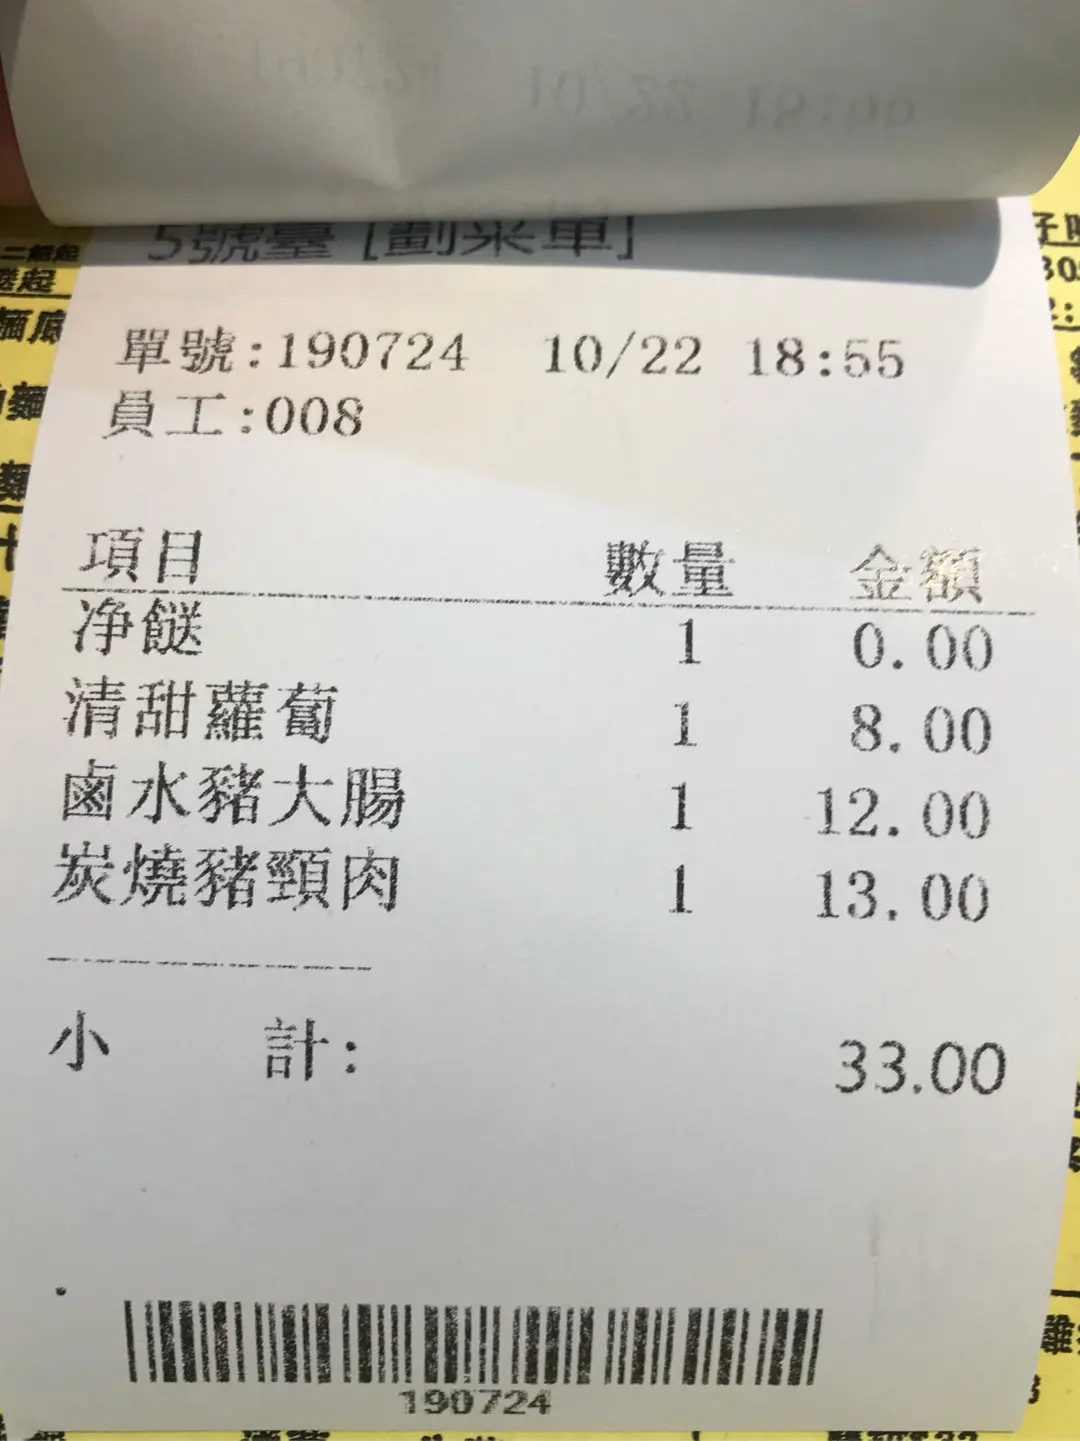 5號臺 [劃菜單]
單號:190724 10/22 18:55
員工:008
項目 數量 金額
净餸 1 0.00
清甜蘿蔔 1 8.00
鹵水豬大腸 1 12.00
炭燒豬頸肉 1 13.00
小 計: 33.00
190724